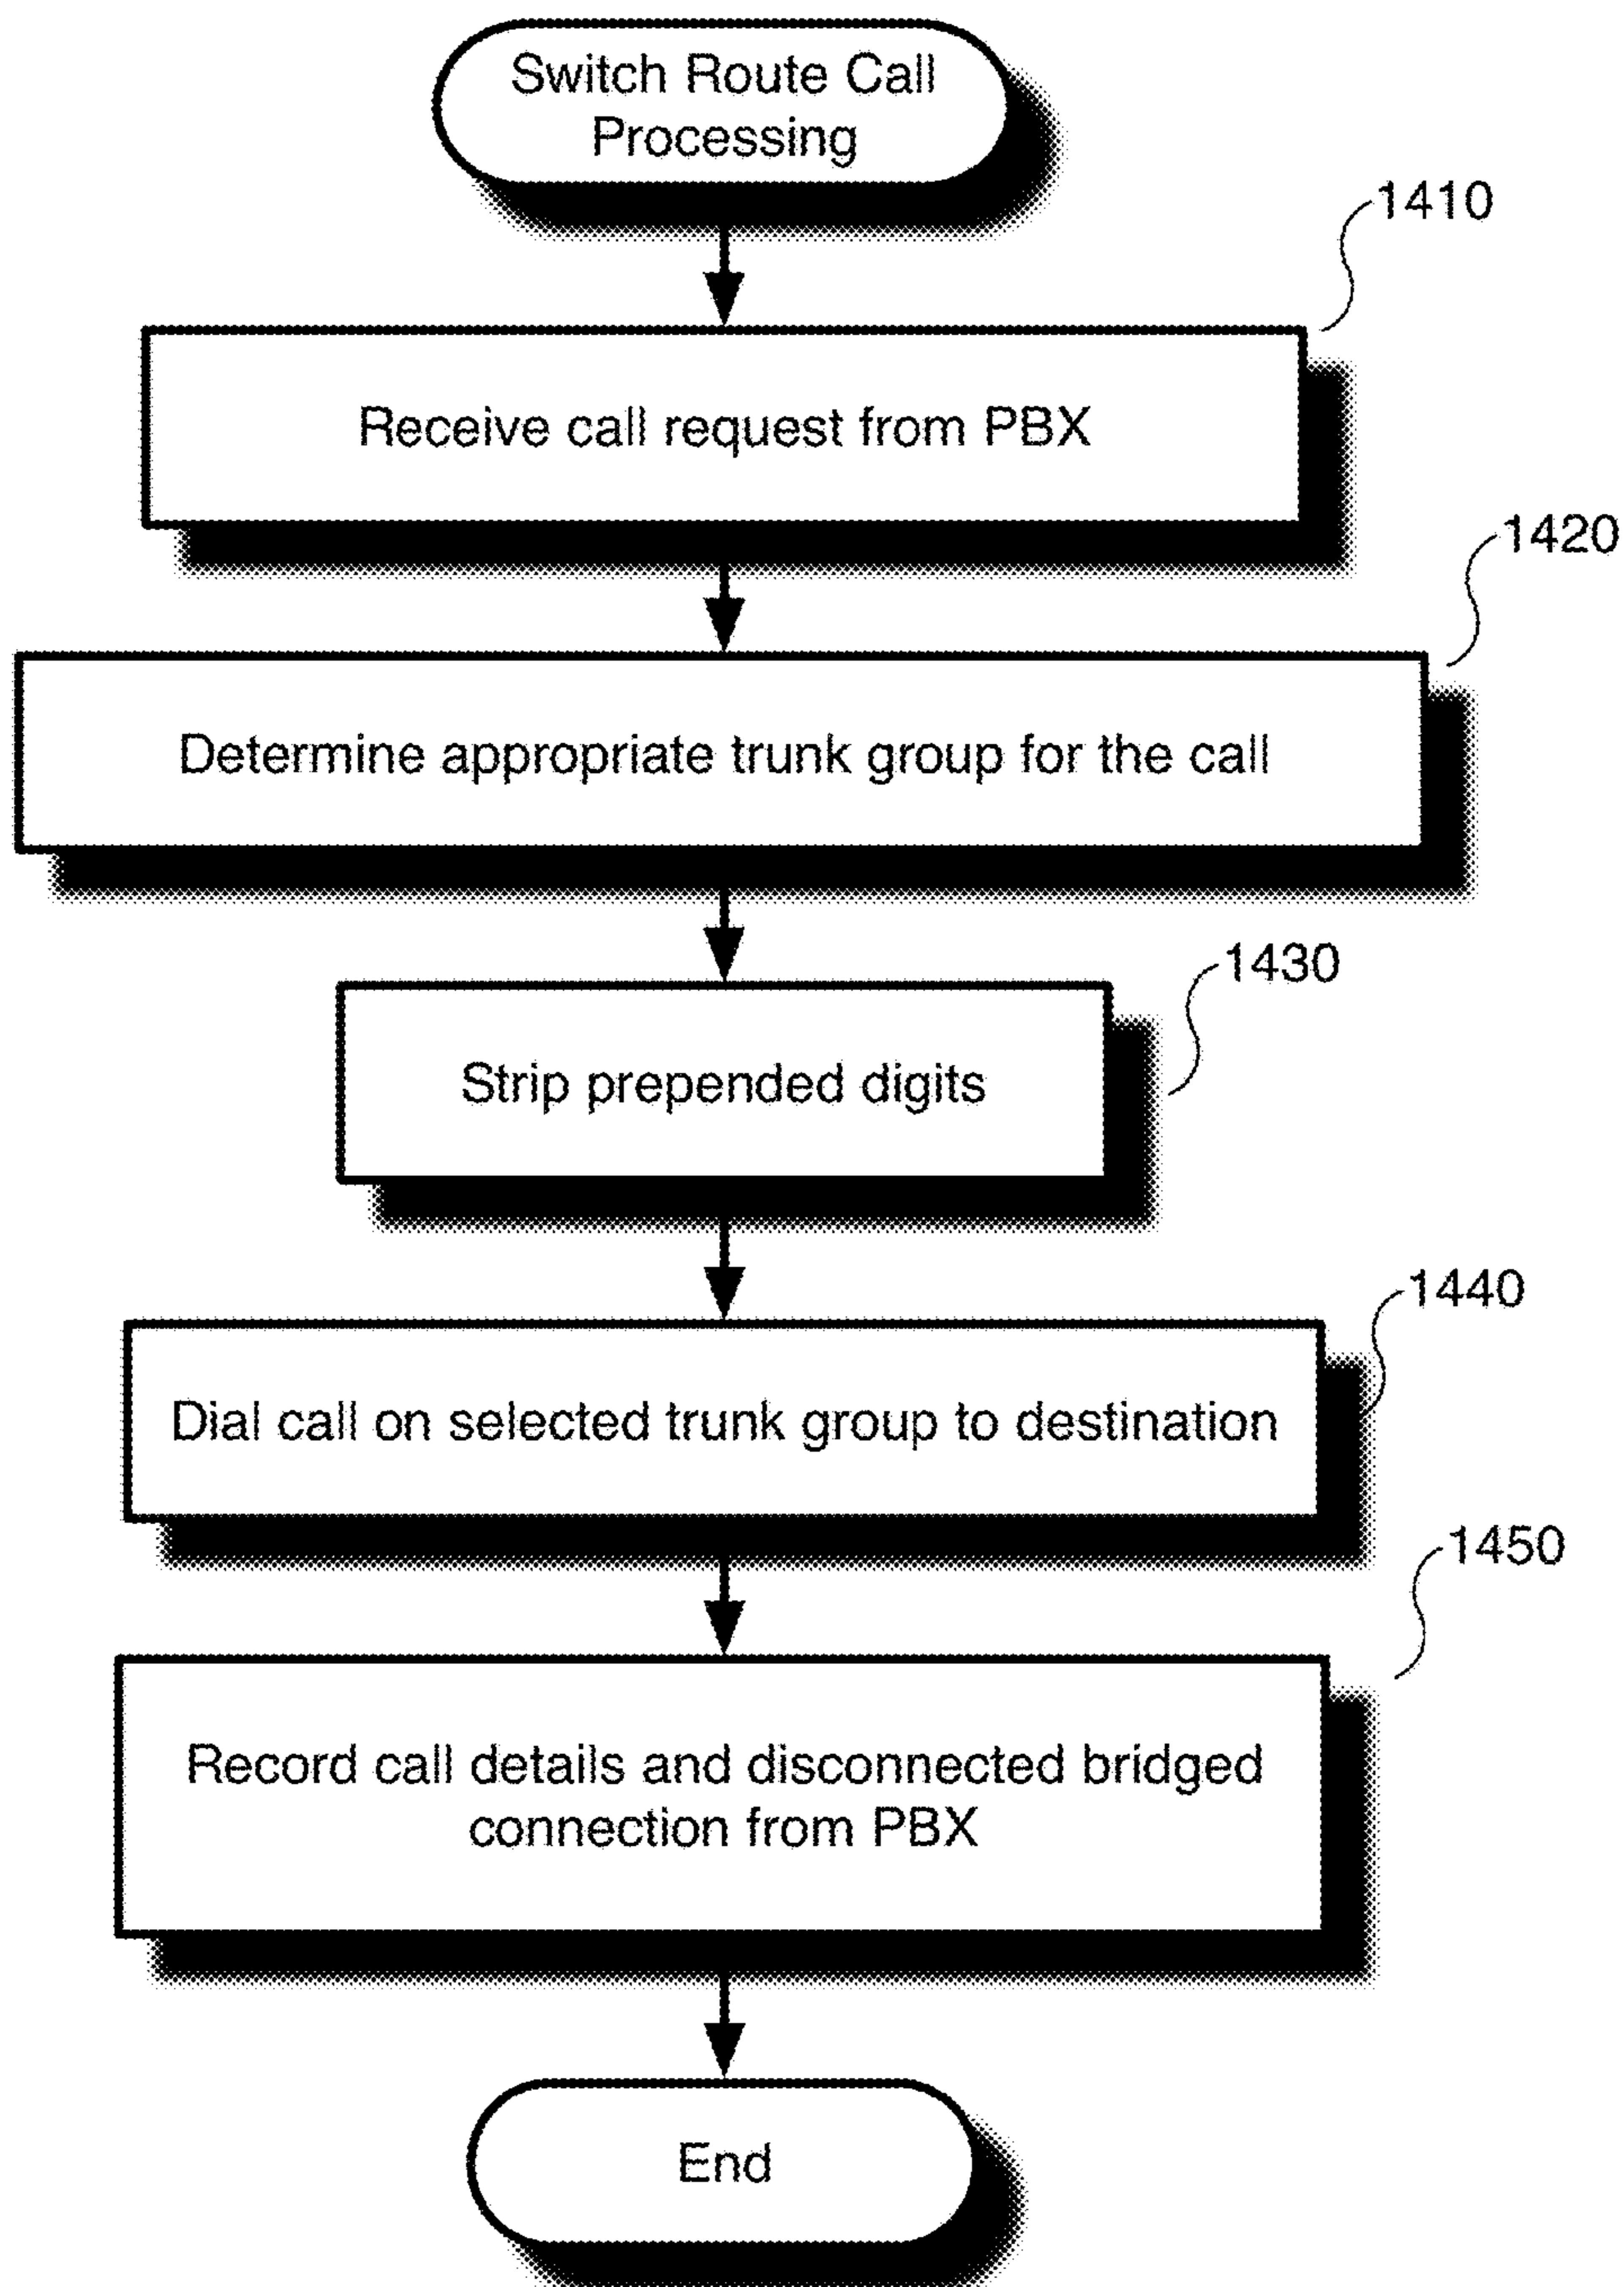 Switch Route Call
Processing
1410
Receive call request from PBX
1420
Determine appropriate trunk group for the call
1430
Strip prepended digits
1440
Dial call on selected trunk group to destination
1450
Record call details and disconnected bridged
connection from PBX
End